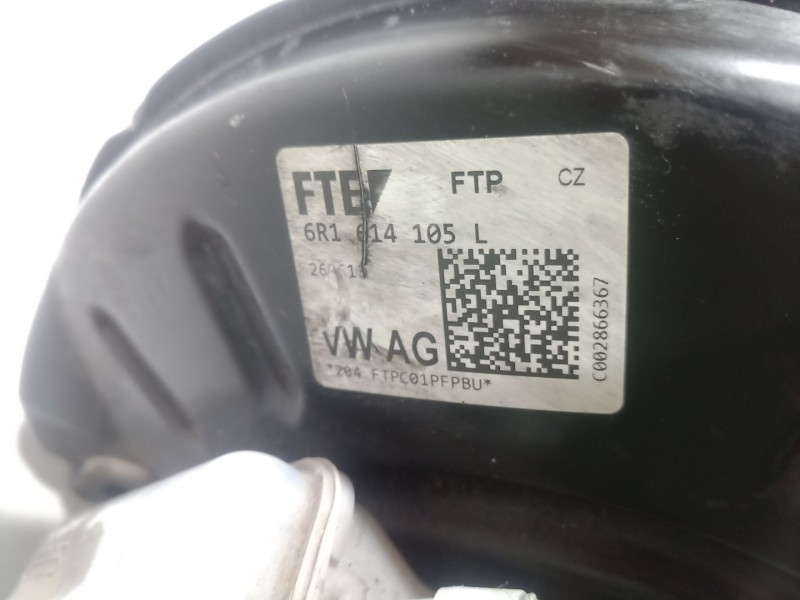 FTE FTP CZ
6R1 614 105 L
VW AG
*204 FTPC01PFPBU*
C002866367